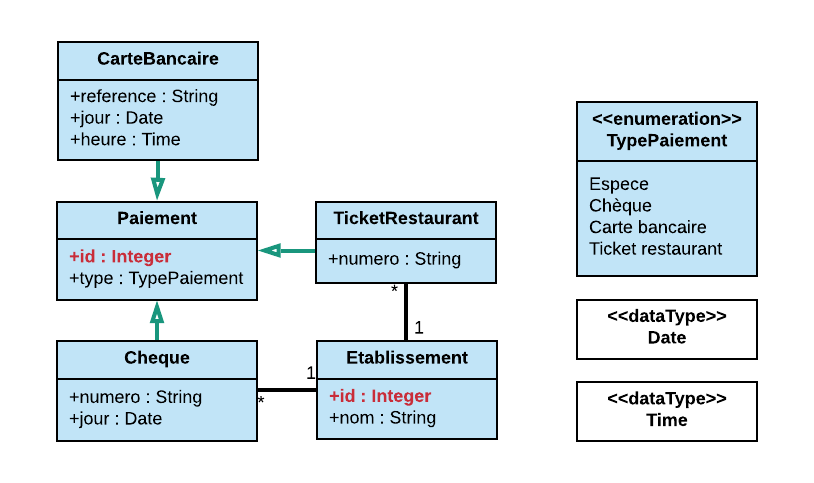 CarteBancaire
+reference : String
+jour : Date
+heure : Time
<<enumeration>>
TypePaiement
Espece
Chèque
Carte bancaire
Ticket restaurant
Paiement
+id : Integer
+type : TypePaiement
TicketRestaurant
+numero : String
*
1
<<dataType>>
Date
Cheque
+numero : String
+jour : Date
1
*
Etablissement
+id : Integer
+nom : String
<<dataType>>
Time